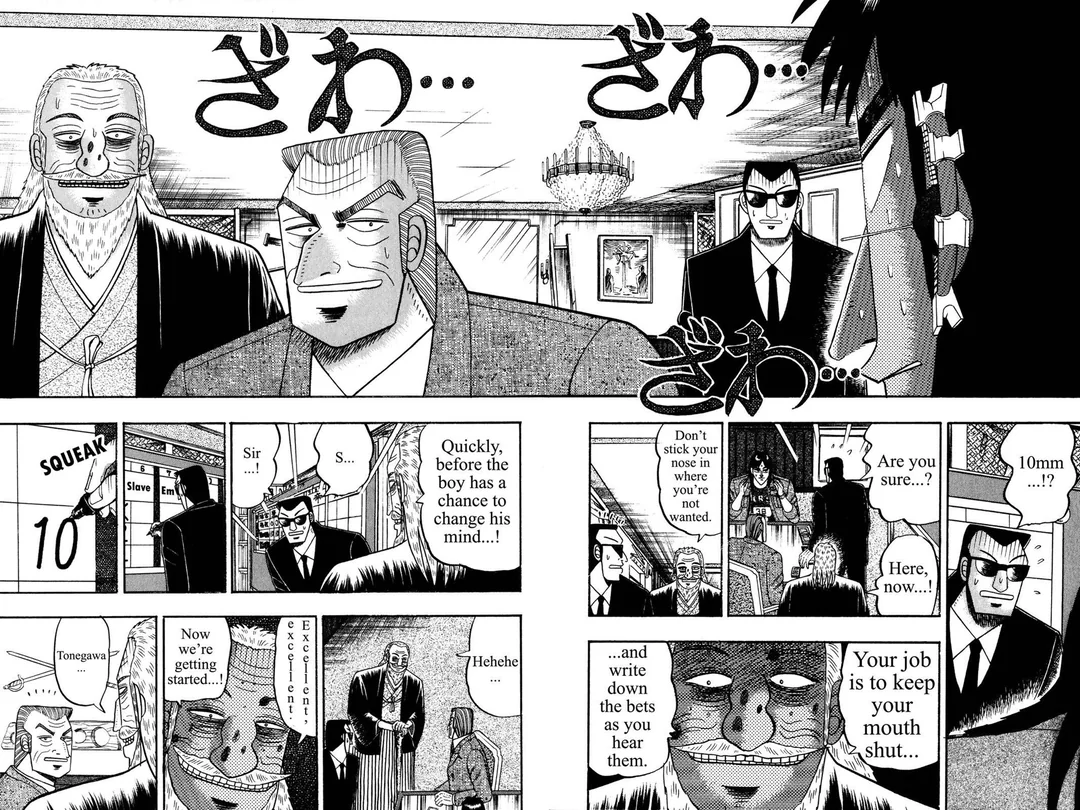 ざわ…
ざわ…
ざわ…
10mm
...!?
Are you
sure...?
Here,
now...!
Don't
stick your
nose in
where
you're
not
wanted.
Your job
is to keep
your
mouth
shut...
...and
write
down
the bets
as you
hear
them.
Quickly,
before the
boy has a
chance to
change his
mind...!
S...
Sir
...!
6
7
Slave
Em
SQUEAK
10
Hehehe
...
Excellent!
excellent
Now
we're
getting
started...!
Tonegawa
...